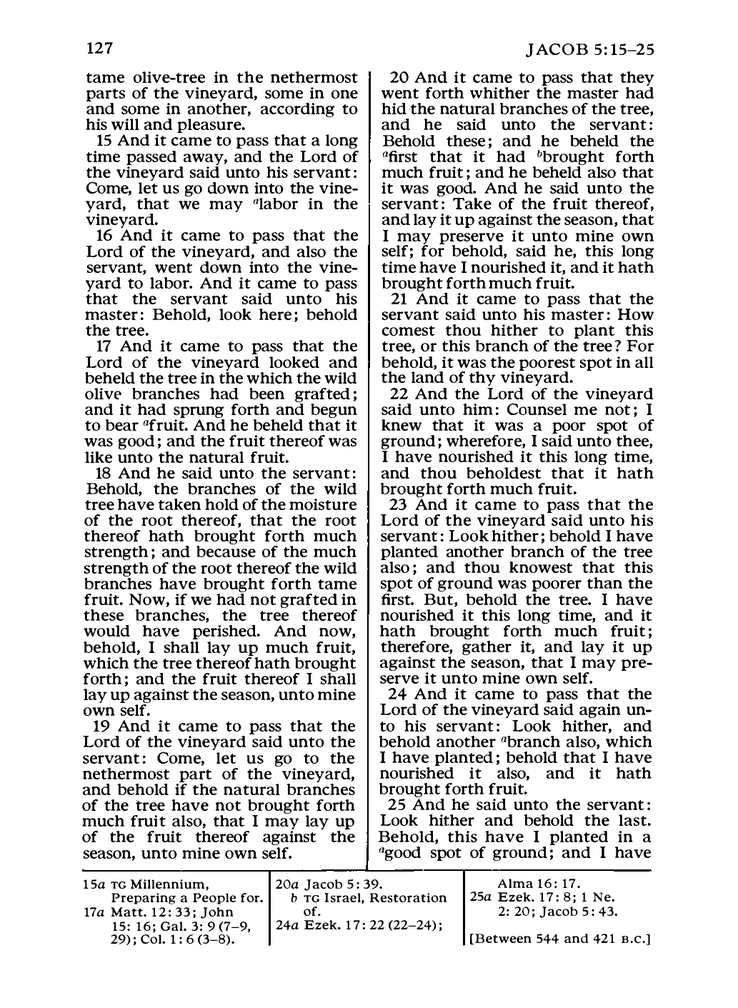 127
JACOB 5:15–25
tame olive-tree in the nethermost
parts of the vineyard, some in one
and some in another, according to
his will and pleasure.
15 And it came to pass that a long
time passed away, and the Lord of
the vineyard said unto his servant:
Come, let us go down into the vine-
yard, that we may alabor in the
vineyard.
16 And it came to pass that the
Lord of the vineyard, and also the
servant, went down into the vine-
yard to labor. And it came to pass
that the servant said unto his
master: Behold, look here; behold
the tree.
17 And it came to pass that the
Lord of the vineyard looked and
beheld the tree in the which the wild
olive branches had been grafted;
and it had sprung forth and begun
to bear afruit. And he beheld that it
was good; and the fruit thereof was
like unto the natural fruit.
18 And he said unto the servant:
Behold, the branches of the wild
tree have taken hold of the moisture
of the root thereof, that the root
thereof hath brought forth much
strength; and because of the much
strength of the root thereof the wild
branches have brought forth tame
fruit. Now, if we had not grafted in
these branches, the tree thereof
would have perished. And now,
behold, I shall lay up much fruit,
which the tree thereof hath brought
forth; and the fruit thereof I shall
lay up against the season, unto mine
own self.
19 And it came to pass that the
Lord of the vineyard said unto the
servant: Come, let us go to the
nethermost part of the vineyard,
and behold if the natural branches
of the tree have not brought forth
much fruit also, that I may lay up
of the fruit thereof against the
season, unto mine own self.
20 And it came to pass that they
went forth whither the master had
hid the natural branches of the tree,
and he said unto the servant:
Behold these; and he beheld the
afirst that it had bbrought forth
much fruit; and he beheld also that
it was good. And he said unto the
servant: Take of the fruit thereof,
and lay it up against the season, that
I may preserve it unto mine own
self; for behold, said he, this long
time have I nourished it, and it hath
brought forth much fruit.
21 And it came to pass that the
servant said unto his master: How
comest thou hither to plant this
tree, or this branch of the tree? For
behold, it was the poorest spot in all
the land of thy vineyard.
22 And the Lord of the vineyard
said unto him: Counsel me not; I
knew that it was a poor spot of
ground; wherefore, I said unto thee,
I have nourished it this long time,
and thou beholdest that it hath
brought forth much fruit.
23 And it came to pass that the
Lord of the vineyard said unto his
servant: Look hither; behold I have
planted another branch of the tree
also; and thou knowest that this
spot of ground was poorer than the
first. But, behold the tree. I have
nourished it this long time, and it
hath brought forth much fruit;
therefore, gather it, and lay it up
against the season, that I may pre-
serve it unto mine own self.
24 And it came to pass that the
Lord of the vineyard said again un-
to his servant: Look hither, and
behold another abranch also, which
I have planted; behold that I have
nourished it also, and it hath
brought forth fruit.
25 And he said unto the servant:
Look hither and behold the last.
Behold, this have I planted in a
agood spot of ground; and I have
15a TG Millennium,
Preparing a People for.
17a Matt. 12:33; John
15:16; Gal. 3:9 (7–9,
29); Col. 1:6 (3–8).
20a Jacob 5:39.
b TG Israel, Restoration
of.
24a Ezek. 17:22 (22–24);
Alma 16:17.
25a Ezek. 17:8; 1 Ne.
2:20; Jacob 5:43.
[Between 544 and 421 B.C.]